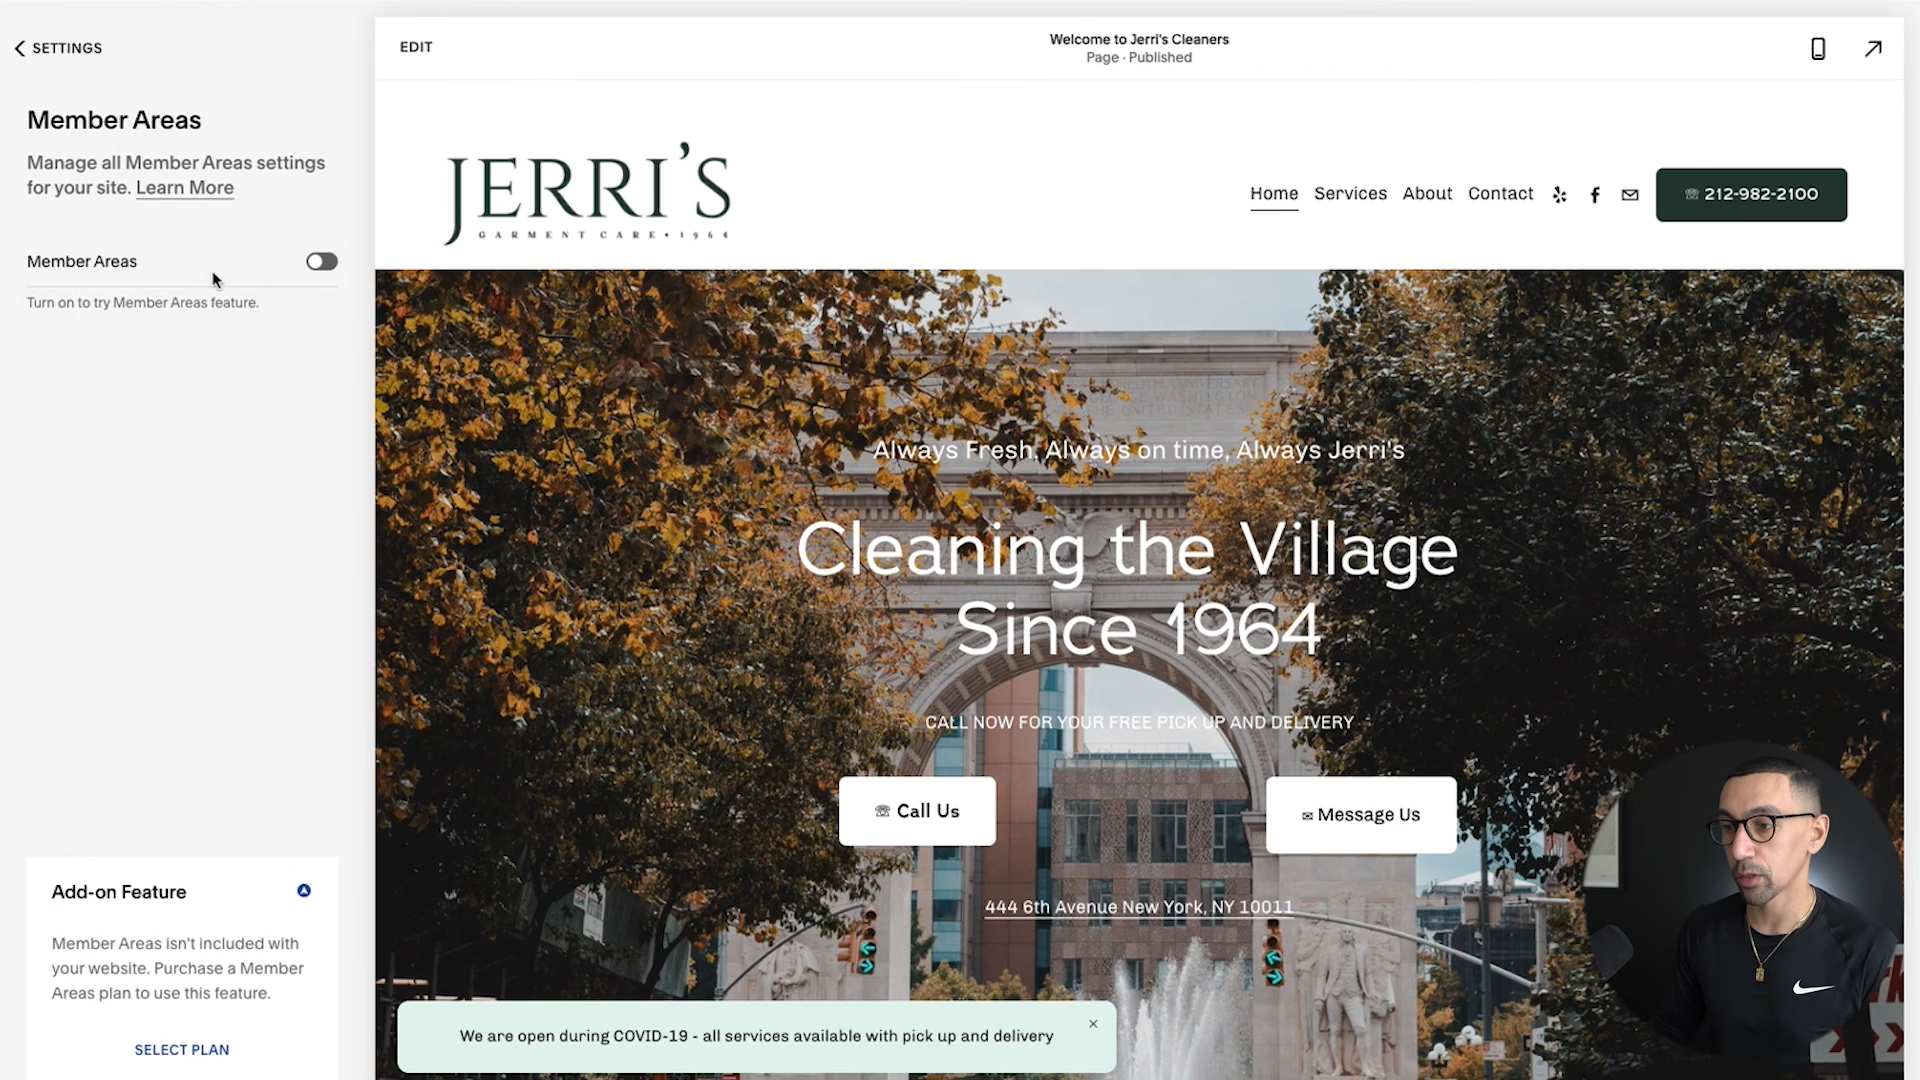 SETTINGS
Member Areas
Manage all Member Areas settings
for your site. Learn More
Member Areas
Turn on to try Member Areas feature.
Add-on Feature
Member Areas isn't included with
your website. Purchase a Member
Areas plan to use this feature.
SELECT PLAN
EDIT
Welcome to Jerri's Cleaners
Page · Published
JERRI'S
GARMENT CARE • 1964
Home Services About Contact
☏ 212-982-2100
Always Fresh, Always on time, Always Jerri's
Cleaning the Village
Since 1964
CALL NOW FOR YOUR FREE PICK UP AND DELIVERY
☏ Call Us
✉ Message Us
444 6th Avenue New York, NY 10011
We are open during COVID-19 - all services available with pick up and delivery